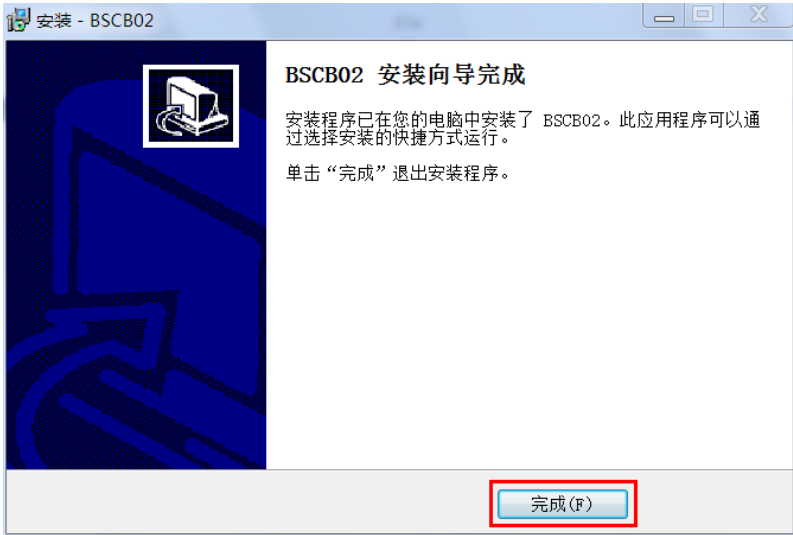 安装 - BSCB02
BSCB02 安装向导完成
安装程序已在您的电脑中安装了 BSCB02。此应用程序可以通
过选择安装的快捷方式运行。
单击“完成”退出安装程序。
完成(F)